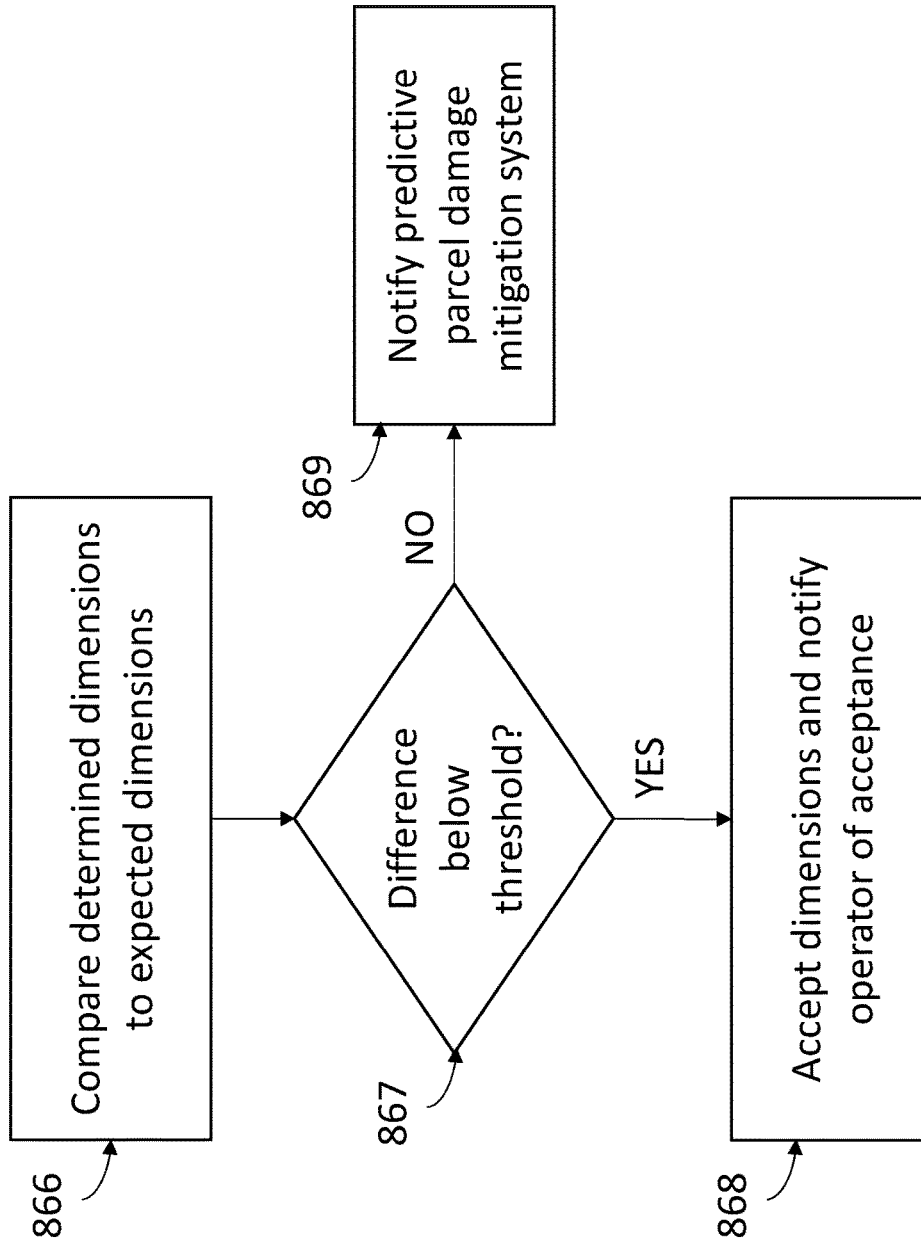 866
Compare determined dimensions
to expected dimensions
867
Difference
below
threshold?
NO
869
Notify predictive
parcel damage
mitigation system
YES
868
Accept dimensions and notify
operator of acceptance